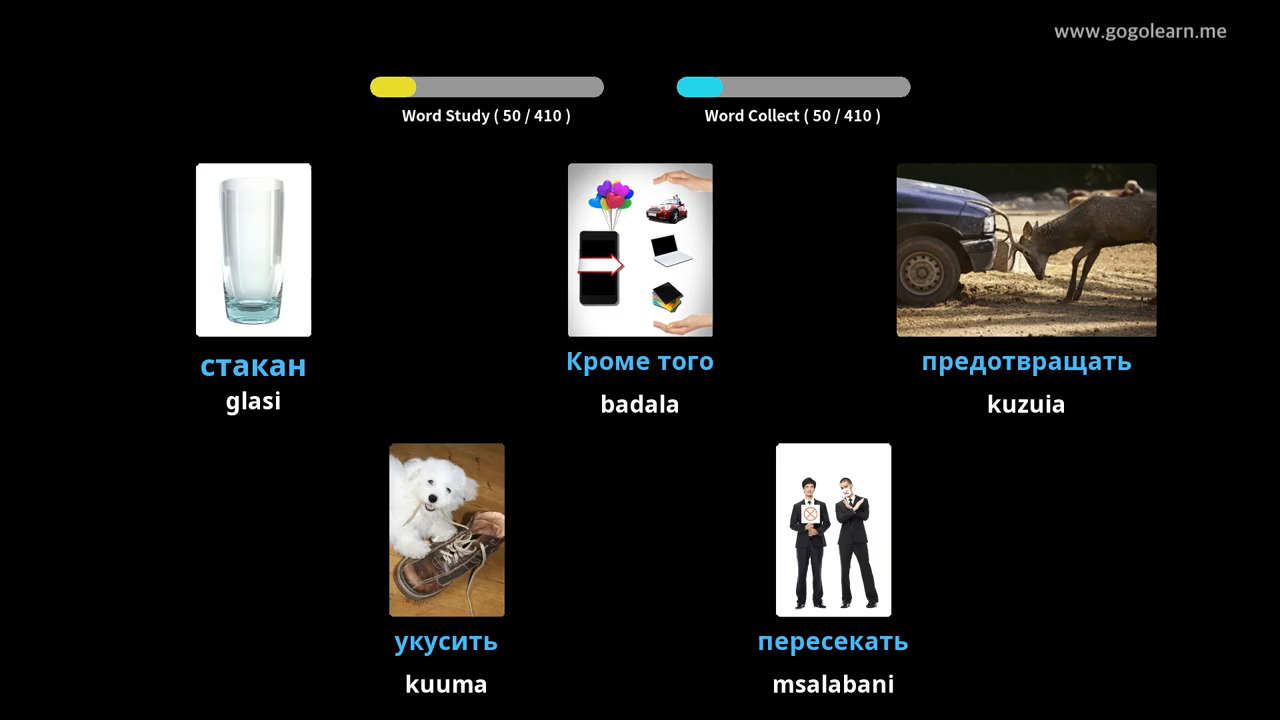 www.gogolearn.me
Word Study ( 50 / 410 )
Word Collect ( 50 / 410 )
стакан
glasi
Кроме того
badala
предотвращать
kuzuia
укусить
kuuma
пересекать
msalabani